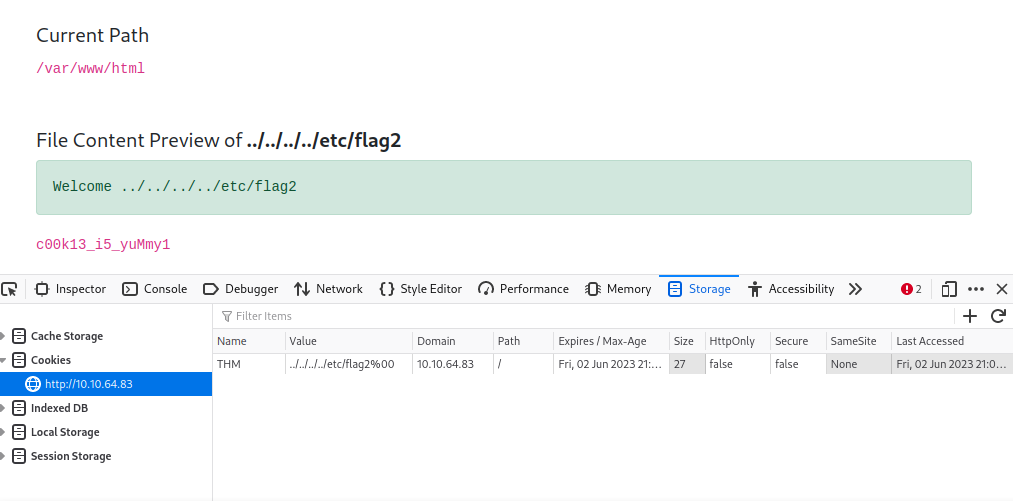 Current Path
/var/www/html
File Content Preview of ../../../../etc/flag2
Welcome ../../../../etc/flag2
c00k13_i5_yuMmy1
Inspector Console Debugger Network Style Editor Performance Memory Storage Accessibility 2
Filter Items
Cache Storage
Cookies
http://10.10.64.83
Indexed DB
Local Storage
Session Storage
Name Value Domain Path Expires / Max-Age Size HttpOnly Secure SameSite Last Accessed
THM ../../../../etc/flag2%00 10.10.64.83 / Fri, 02 Jun 2023 21:... 27 false false None Fri, 02 Jun 2023 21:0...